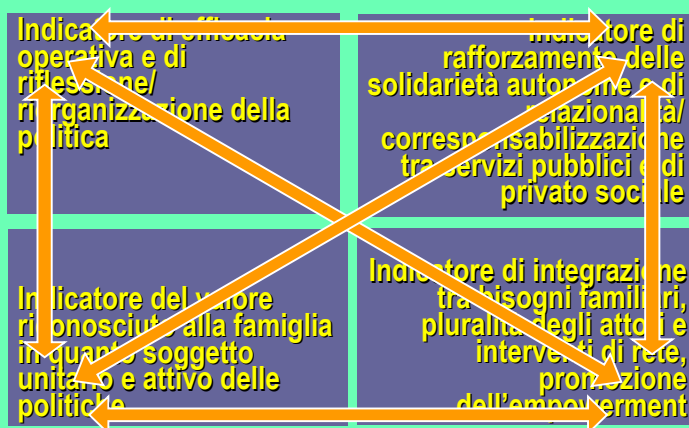 Indicatore di efficacia
operativa e di
riflessione/
riorganizzazione della
politica
Indicatore di
rafforzamento delle
solidarietà autonome e di
relazionalità/
corresponsabilizzazione
tra servizi pubblici e di
privato sociale
Indicatore del valore
riconosciuto alla famiglia
in quanto soggetto
unitario e attivo delle
politiche
Indicatore di integrazione
tra bisogni familiari,
pluralità degli attori e
interventi di rete,
promozione
dell'empowerment